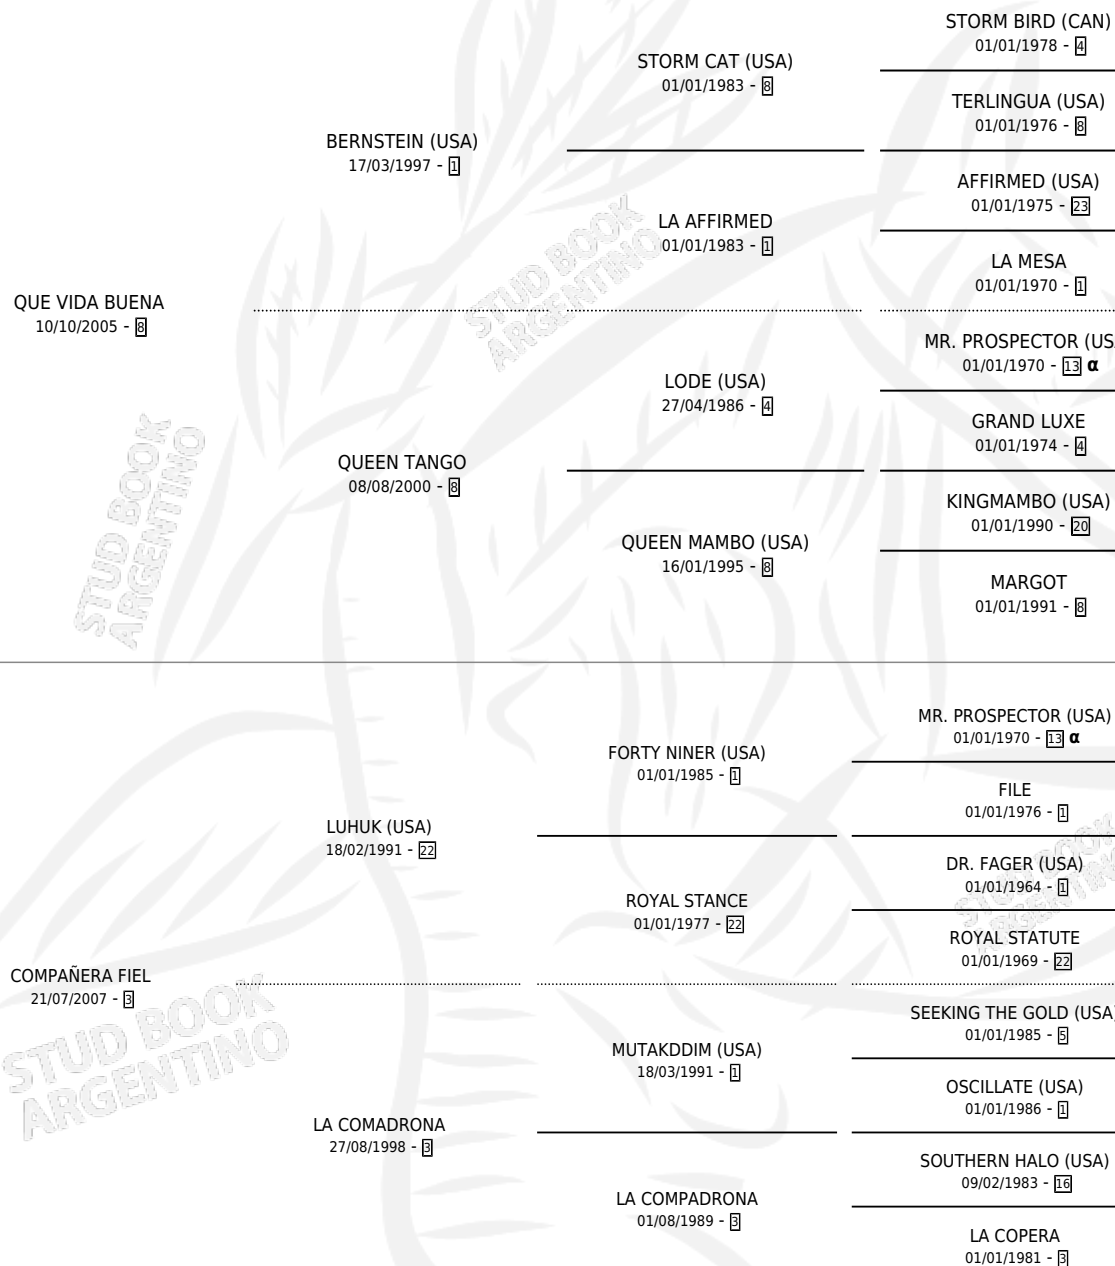 STORM BIRD (CAN)
01/01/1978 - 4
STORM CAT (USA)
01/01/1983 - 8
TERLINGUA (USA)
01/01/1976 - 8
BERNSTEIN (USA)
17/03/1997 - 1
AFFIRMED (USA)
01/01/1975 - 23
LA AFFIRMED
01/01/1983 - 1
LA MESA
01/01/1970 - 1
QUE VIDA BUENA
10/10/2005 - 8
MR. PROSPECTOR (US
01/01/1970 - 13 α
LODE (USA)
27/04/1986 - 4
GRAND LUXE
01/01/1974 - 4
QUEEN TANGO
08/08/2000 - 8
KINGMAMBO (USA)
01/01/1990 - 20
QUEEN MAMBO (USA)
16/01/1995 - 8
MARGOT
01/01/1991 - 8
STUD BOOK
ARGENTINO
STUD BOOK
ARGENTINO
MR. PROSPECTOR (USA)
01/01/1970 - 13 α
FORTY NINER (USA)
01/01/1985 - 1
FILE
01/01/1976 - 1
LUHUK (USA)
18/02/1991 - 22
DR. FAGER (USA)
01/01/1964 - 1
ROYAL STANCE
01/01/1977 - 22
ROYAL STATUTE
01/01/1969 - 22
COMPAÑERA FIEL
21/07/2007 - 3
SEEKING THE GOLD (USA)
01/01/1985 - 5
MUTAKDDIM (USA)
18/03/1991 - 1
OSCILLATE (USA)
01/01/1986 - 1
LA COMADRONA
27/08/1998 - 3
SOUTHERN HALO (USA)
09/02/1983 - 16
LA COMPADRONA
01/08/1989 - 3
LA COPERA
01/01/1981 - 3
STUD BOOK
ARGENTINO
STUD BOOK
ARGENTINO